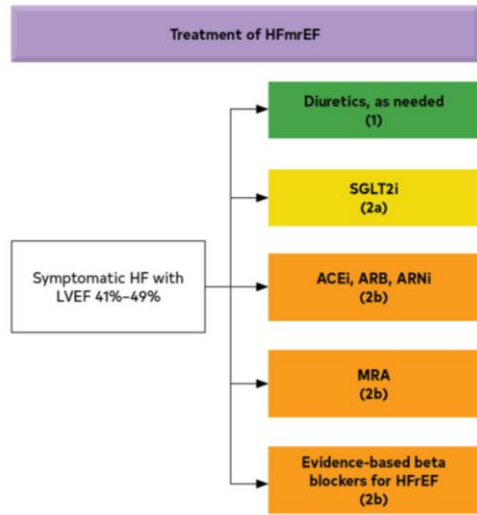 Treatment of HFmrEF
Diuretics, as needed
(1)
SGLT2i
(2a)
Symptomatic HF with
LVEF 41%–49%
ACEi, ARB, ARNi
(2b)
MRA
(2b)
Evidence-based beta
blockers for HFrEF
(2b)